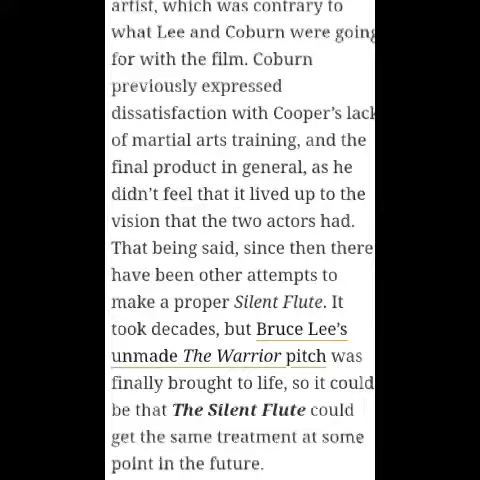 artist, which was contrary to
what Lee and Coburn were going
for with the film. Coburn
previously expressed
dissatisfaction with Cooper's lack
of martial arts training, and the
final product in general, as he
didn't feel that it lived up to the
vision that the two actors had.
That being said, since then there
have been other attempts to
make a proper Silent Flute. It
took decades, but Bruce Lee's
unmade The Warrior pitch was
finally brought to life, so it could
be that The Silent Flute could
get the same treatment at some
point in the future.